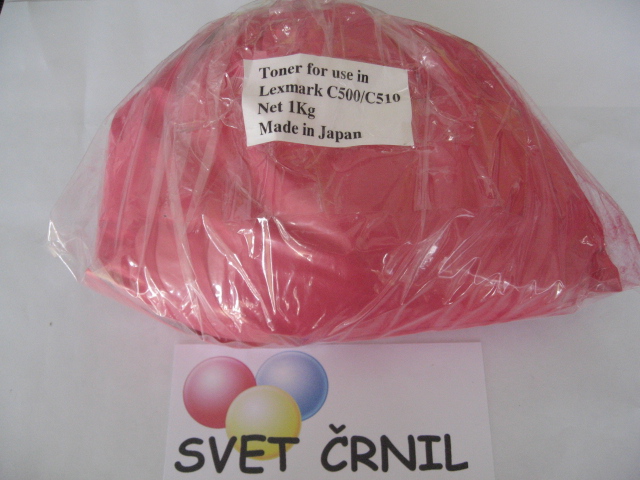 Toner for use in
Lexmark C500/C510
Net 1Kg
Made in Japan
SVET ČRNIL